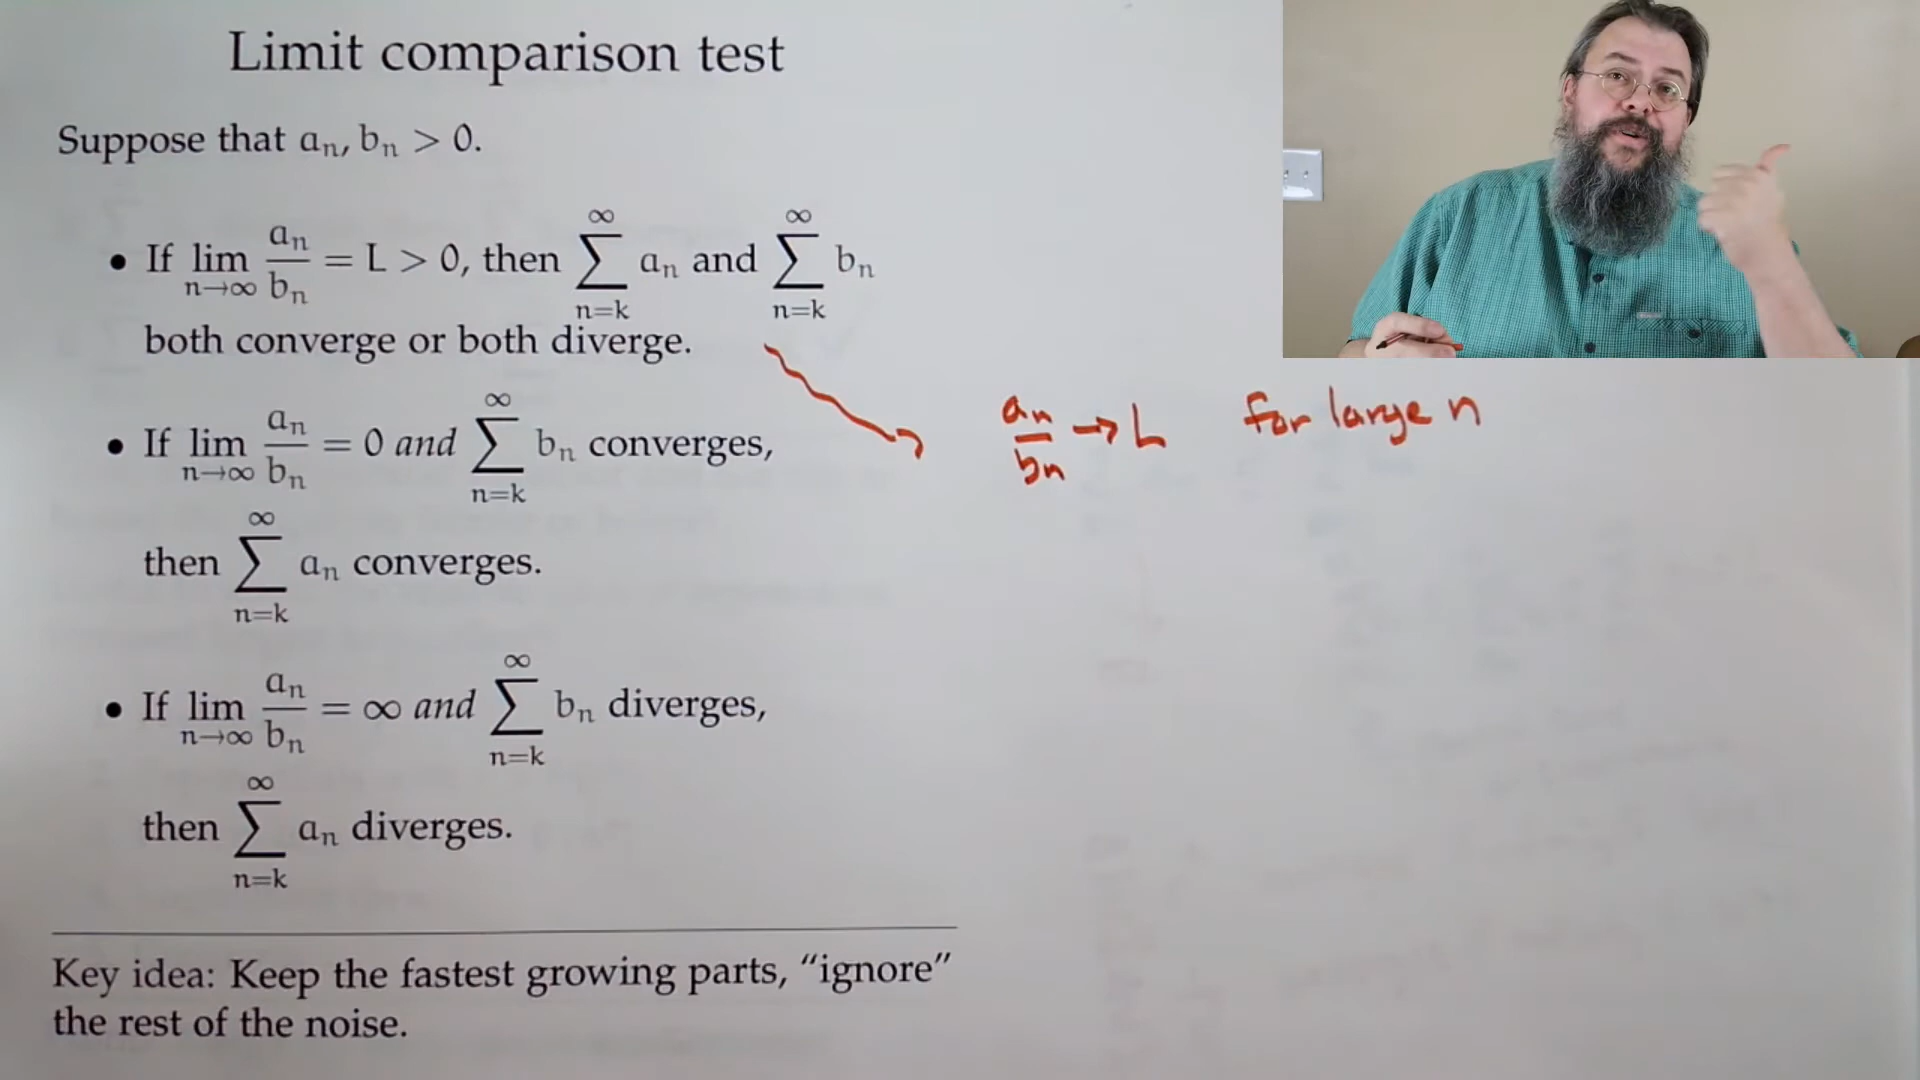 Limit comparison test
Suppose that aₙ, bₙ > 0.
• If lim_{n→∞} aₙ/bₙ = L > 0, then ∑_{n=k}^{∞} aₙ and ∑_{n=k}^{∞} bₙ
both converge or both diverge.
aₙ/bₙ → L for large n
• If lim_{n→∞} aₙ/bₙ = 0 and ∑_{n=k}^{∞} bₙ converges,
then ∑_{n=k}^{∞} aₙ converges.
• If lim_{n→∞} aₙ/bₙ = ∞ and ∑_{n=k}^{∞} bₙ diverges,
then ∑_{n=k}^{∞} aₙ diverges.
Key idea: Keep the fastest growing parts, “ignore”
the rest of the noise.